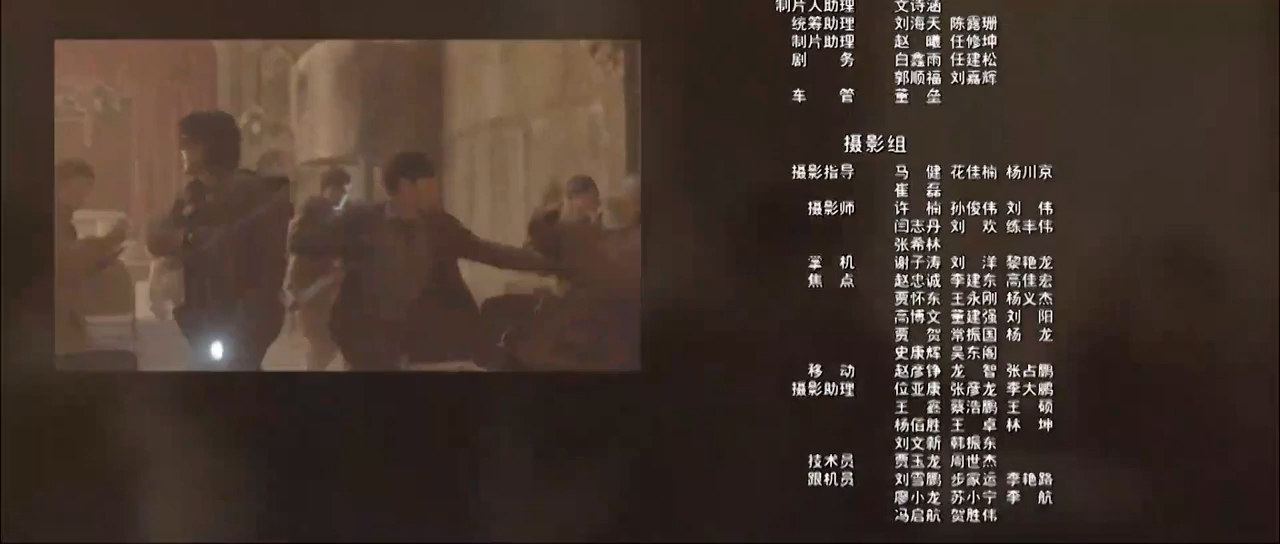 制片人助理 文诗涵
统筹助理 刘海天 陈露珊
制片助理 赵 曦 任修坤
剧 务 白鑫雨 任建松
郭顺福 刘嘉辉
车 管 董 垒
摄影组
摄影指导 马 健 花佳楠 杨川京
崔 磊
摄影师 许 楠 孙俊伟 刘 伟
闫志丹 刘 欢 练丰伟
张希林
掌 机 谢子涛 刘 洋 黎艳龙
焦 点 赵忠诚 李建东 高佳宏
贾怀东 王永刚 杨义杰
高博文 董建强 刘 阳
贾 贺 常振国 杨 龙
史康辉 吴东阁
移 动 赵彦铮 龙 智 张占鹏
摄影助理 位亚康 张彦龙 李大鹏
王 鑫 蔡浩鹏 王 硕
杨佰胜 王 卓 林 坤
刘文新 韩振东
技术员 贾玉龙 周世杰
跟机员 刘雪鹏 步家运 李艳路
廖小龙 苏小宁 李 航
冯启航 贺胜伟